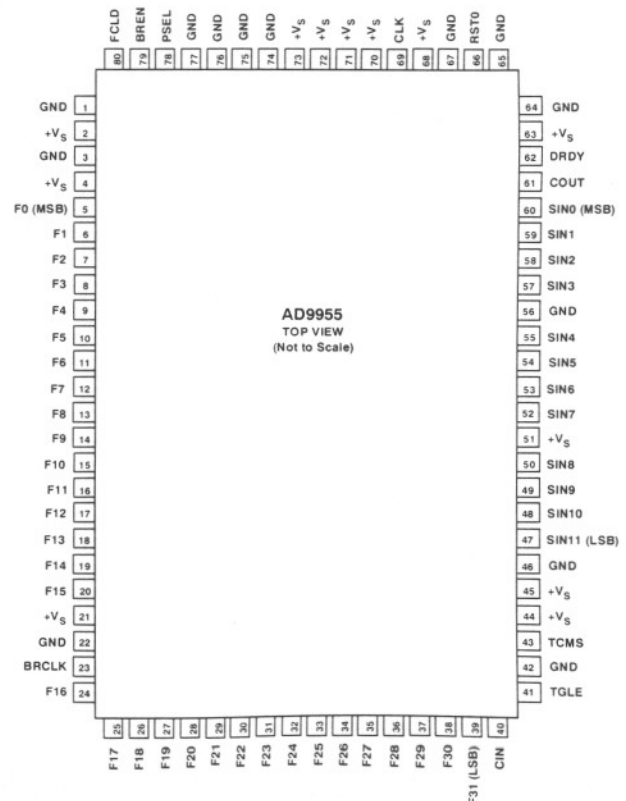 FCLD BREN PSEL GND GND GND GND +VS +VS +VS +VS CLK +VS GND RST0 GND
80 79 78 77 76 75 74 73 72 71 70 69 68 67 66 65
GND 1
+VS 2
GND 3
+VS 4
F0 (MSB) 5
F1 6
F2 7
F3 8
F4 9
F5 10
F6 11
F7 12
F8 13
F9 14
F10 15
F11 16
F12 17
F13 18
F14 19
F15 20
+VS 21
GND 22
BRCLK 23
F16 24
AD9955
TOP VIEW
(Not to Scale)
64 GND
63 +VS
62 DRDY
61 COUT
60 SIN0 (MSB)
59 SIN1
58 SIN2
57 SIN3
56 GND
55 SIN4
54 SIN5
53 SIN6
52 SIN7
51 +VS
50 SIN8
49 SIN9
48 SIN10
47 SIN11 (LSB)
46 GND
45 +VS
44 +VS
43 TCMS
42 GND
41 TGLE
25 26 27 28 29 30 31 32 33 34 35 36 37 38 39 40
F17 F18 F19 F20 F21 F22 F23 F24 F25 F26 F27 F28 F29 F30 F31 (LSB) CIN